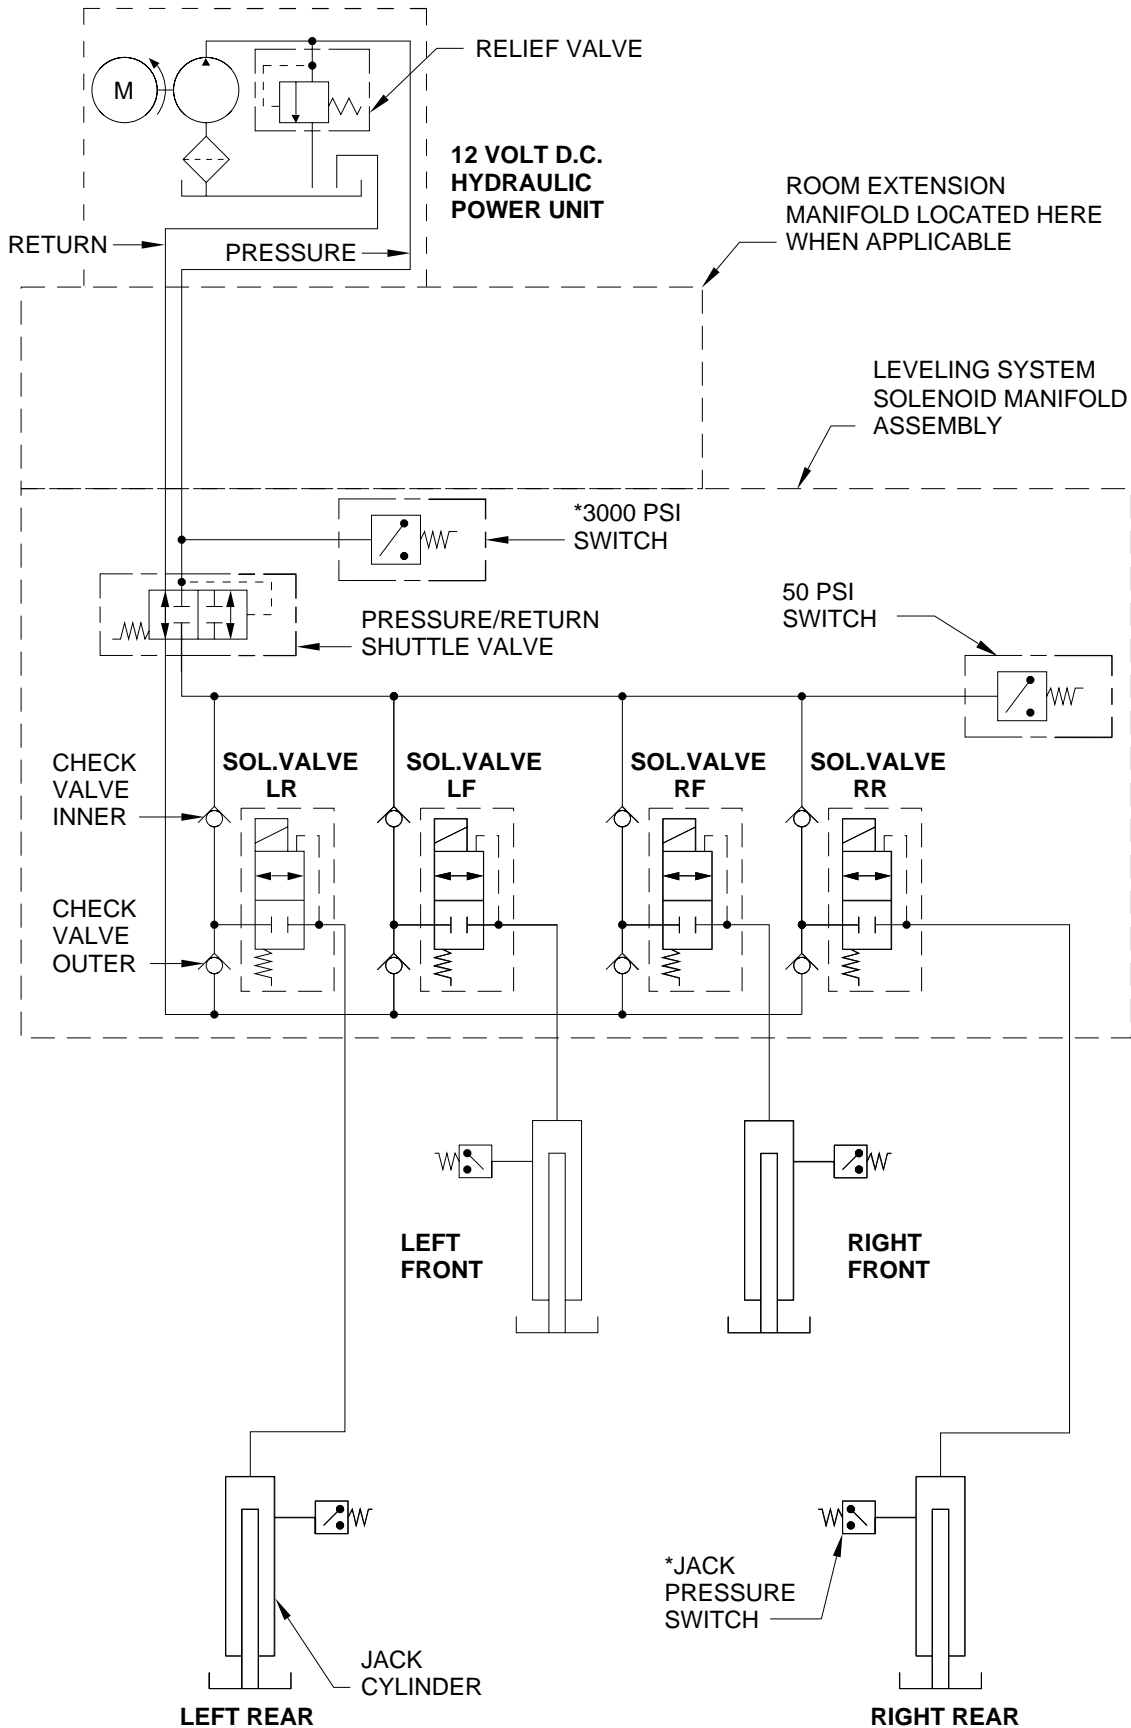 RELIEF VALVE
M
12 VOLT D.C.
HYDRAULIC
POWER UNIT
ROOM EXTENSION
MANIFOLD LOCATED HERE
WHEN APPLICABLE
RETURN
PRESSURE
LEVELING SYSTEM
SOLENOID MANIFOLD
ASSEMBLY
*3000 PSI
SWITCH
50 PSI
SWITCH
PRESSURE/RETURN
SHUTTLE VALVE
CHECK
VALVE
INNER
SOL.VALVE
LR
SOL.VALVE
LF
SOL.VALVE
RF
SOL.VALVE
RR
CHECK
VALVE
OUTER
LEFT
FRONT
RIGHT
FRONT
*JACK
PRESSURE
SWITCH
JACK
CYLINDER
LEFT REAR
RIGHT REAR